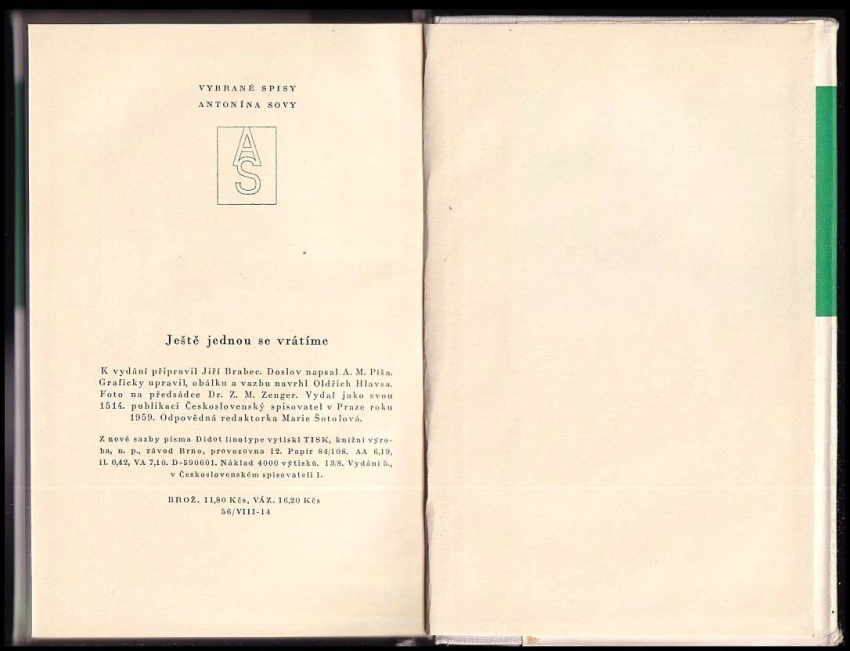 VYBRANÉ SPISY
ANTONÍNA SOVY
AS
Ještě jednou se vrátíme
K vydání připravil Jiří Brabec. Doslov napsal A. M. Píša.
Graficky upravil, obálku a vazbu navrhl Oldřich Hlavsa.
Foto na předsádce Dr. Z. M. Zenger. Vydal jako svou
1514. publikaci Československý spisovatel v Praze roku
1959. Odpovědná redaktorka Marie Šotolová.
Z nové sazby písma Didot linotype vytiskl TISK, knižní výro-
ba, n. p., závod Brno, provozovna 12. Papír 84/108. AA 6,19,
il. 0,42, VA 7,10. D-590601. Náklad 4000 výtisků. 13/8. Vydání 5.,
v Československém spisovateli 1.
BROŽ. 11,80 Kčs, VÁZ. 16,20 Kčs
56/VIII-14